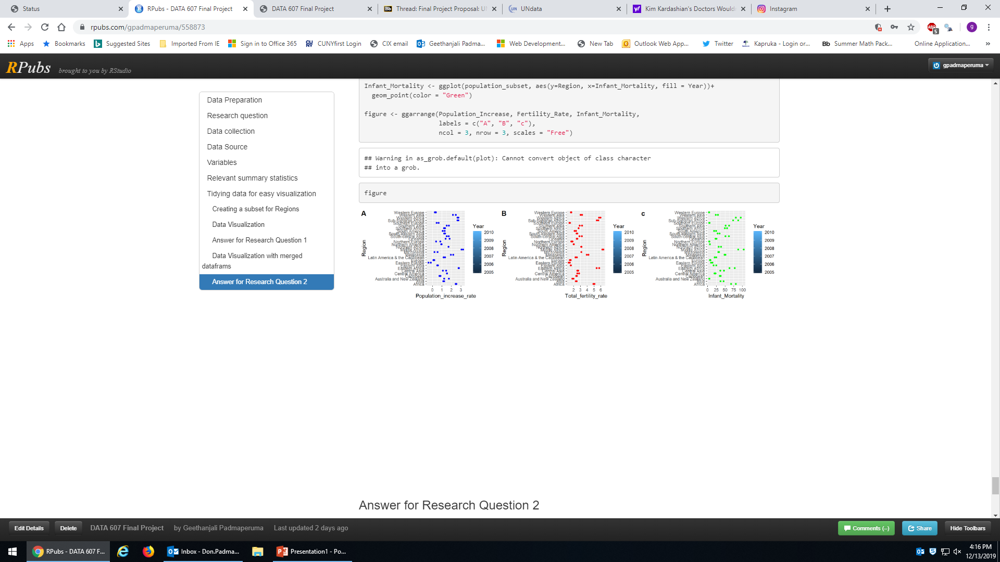 Status
RPubs - DATA 607 Final Project
DATA 607 Final Project
Thread: Final Project Proposal: U
UNdata
Kim Kardashian's Doctors Would
Instagram
rpubs.com/gpadmaperuma/558873
Apps
Bookmarks
Suggested Sites
Imported From IE
Sign in to Office 365
CUNYfirst Login
CIX email
Geethanjali Padma...
Web Development...
New Tab
Outlook Web App...
Twitter
Kapruka - Login or...
Bb Summer Math Pack...
Online Application...
RPubs brought to you by RStudio
gpadmaperuma
Data Preparation
Research question
Data collection
Data Source
Variables
Relevant summary statistics
Tidying data for easy visualization
Creating a subset for Regions
Data Visualization
Answer for Research Question 1
Data Visualization with merged
dataframs
Answer for Research Question 2
Infant_Mortality <- ggplot(population_subset, aes(y=Region, x=Infant_Mortality, fill = Year))+
geom_point(color = "Green")
figure <- ggarrange(Population_Increase, Fertility_Rate, Infant_Mortality,
labels = c("A", "B", "c"),
ncol = 3, nrow = 3, scales = "Free")
## Warning in as_grob.default(plot): Cannot convert object of class character
## into a grob.
figure
A
Region
Western Europe
Western Asia
Western Africa
Sub-Saharan Africa
Southern Europe
Southern Asia
Southern Africa
South America
South-eastern Asia
South-central Asia
Oceania
Northern Europe
Northern America
Northern Africa
Middle Africa
Micronesia
Melanesia
Latin America & the Caribbean
Europe
Eastern Europe
Eastern Asia
Eastern Africa
Central Asia
Central America
Caribbean
Australia and New Zealand
Asia
Africa
0 1 2 3
Population_increase_rate
Year
2010
2009
2008
2007
2006
2005
B
Region
Western Europe
Western Asia
Western Africa
Sub-Saharan Africa
Southern Europe
Southern Asia
Southern Africa
South America
South-eastern Asia
South-central Asia
Oceania
Northern Europe
Northern America
Northern Africa
Middle Africa
Micronesia
Melanesia
Latin America & the Caribbean
Europe
Eastern Europe
Eastern Asia
Eastern Africa
Central Asia
Central America
Caribbean
Australia and New Zealand
Asia
Africa
2 3 4 5 6
Total_fertility_rate
Year
2010
2009
2008
2007
2006
2005
c
Region
Western Europe
Western Asia
Western Africa
Sub-Saharan Africa
Southern Europe
Southern Asia
Southern Africa
South America
South-eastern Asia
South-central Asia
Oceania
Northern Europe
Northern America
Northern Africa
Middle Africa
Micronesia
Melanesia
Latin America & the Caribbean
Europe
Eastern Europe
Eastern Asia
Eastern Africa
Central Asia
Central America
Caribbean
Australia and New Zealand
Asia
Africa
0 25 50 75 100
Infant_Mortality
Year
2010
2009
2008
2007
2006
2005
Answer for Research Question 2
Edit Details
Delete
DATA 607 Final Project
by Geethanjali Padmaperuma
Last updated 2 days ago
Comments (–)
Share
Hide Toolbars
RPubs - DATA 607 F...
Inbox - Don.Padma...
Presentation1 - Po...
4:16 PM
12/13/2019